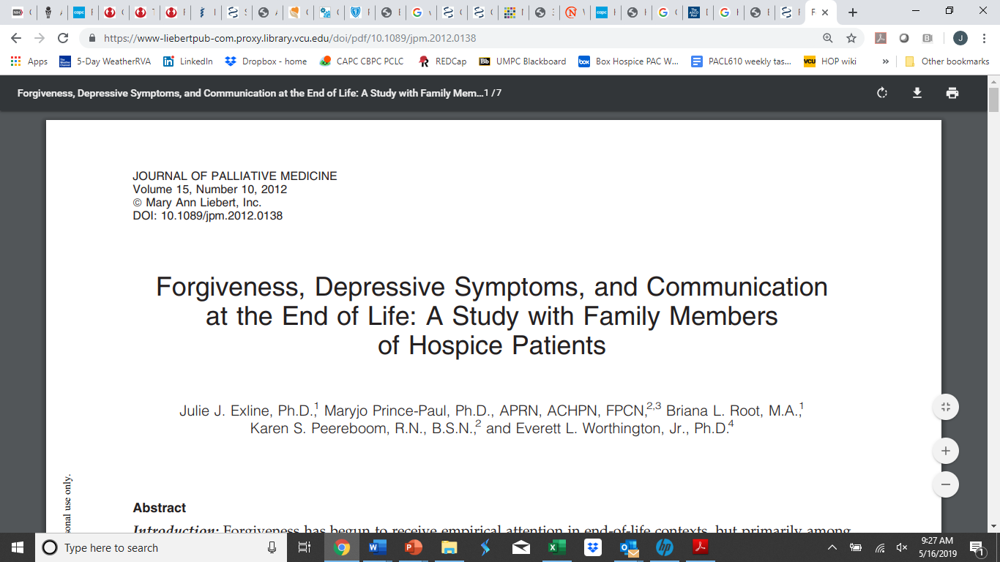 https://www-liebertpub-com.proxy.library.vcu.edu/doi/pdf/10.1089/jpm.2012.0138
Apps 5-Day WeatherRVA LinkedIn Dropbox - home CAPC CBPC PCLC REDCap Bb UMPC Blackboard box Box Hospice PAC W... PACL610 weekly tas... VCU HOP wiki » Other bookmarks
Forgiveness, Depressive Symptoms, and Communication at the End of Life: A Study with Family Mem... 1 / 7
JOURNAL OF PALLIATIVE MEDICINE
Volume 15, Number 10, 2012
© Mary Ann Liebert, Inc.
DOI: 10.1089/jpm.2012.0138
Forgiveness, Depressive Symptoms, and Communication
at the End of Life: A Study with Family Members
of Hospice Patients
Julie J. Exline, Ph.D.,1 Maryjo Prince-Paul, Ph.D., APRN, ACHPN, FPCN,2,3 Briana L. Root, M.A.,1
Karen S. Peereboom, R.N., B.S.N.,2 and Everett L. Worthington, Jr., Ph.D.4
sonal use only.
Abstract
Introduction: Forgiveness has begun to receive empirical attention in end-of-life contexts, but primarily among
Type here to search
9:27 AM
5/16/2019